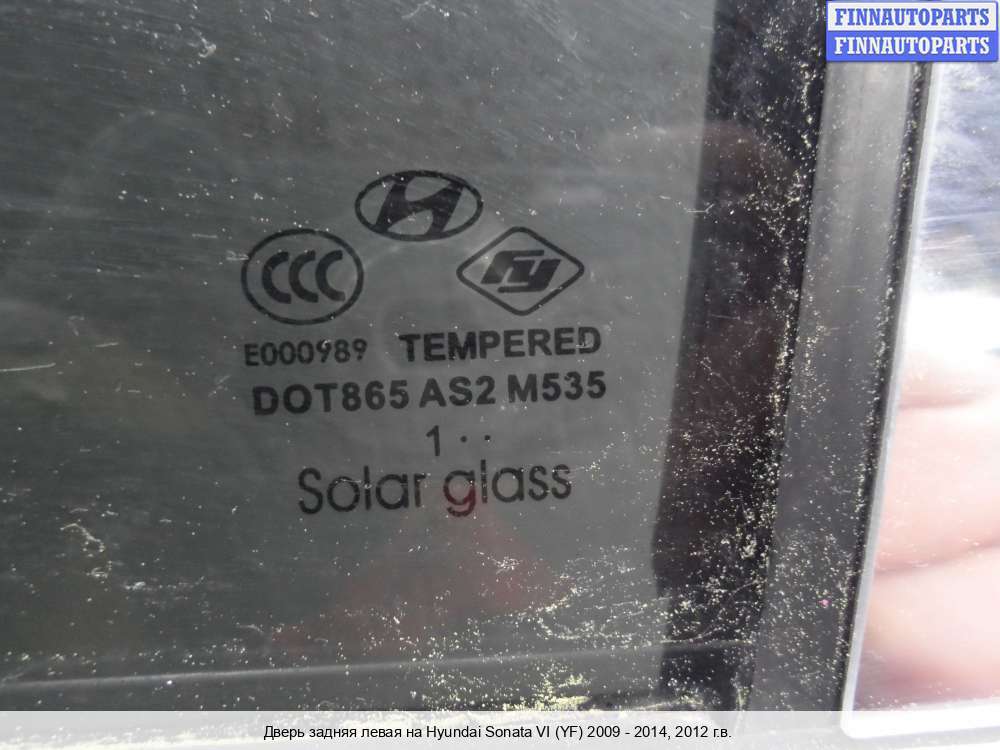 FINNAUTOPARTS
FINNAUTOPARTS
CCC
FY
E000989 TEMPERED
DOT865 AS2 M535
1 ..
Solar glass
Дверь задняя левая на Hyundai Sonata VI (YF) 2009 - 2014, 2012 г.в.